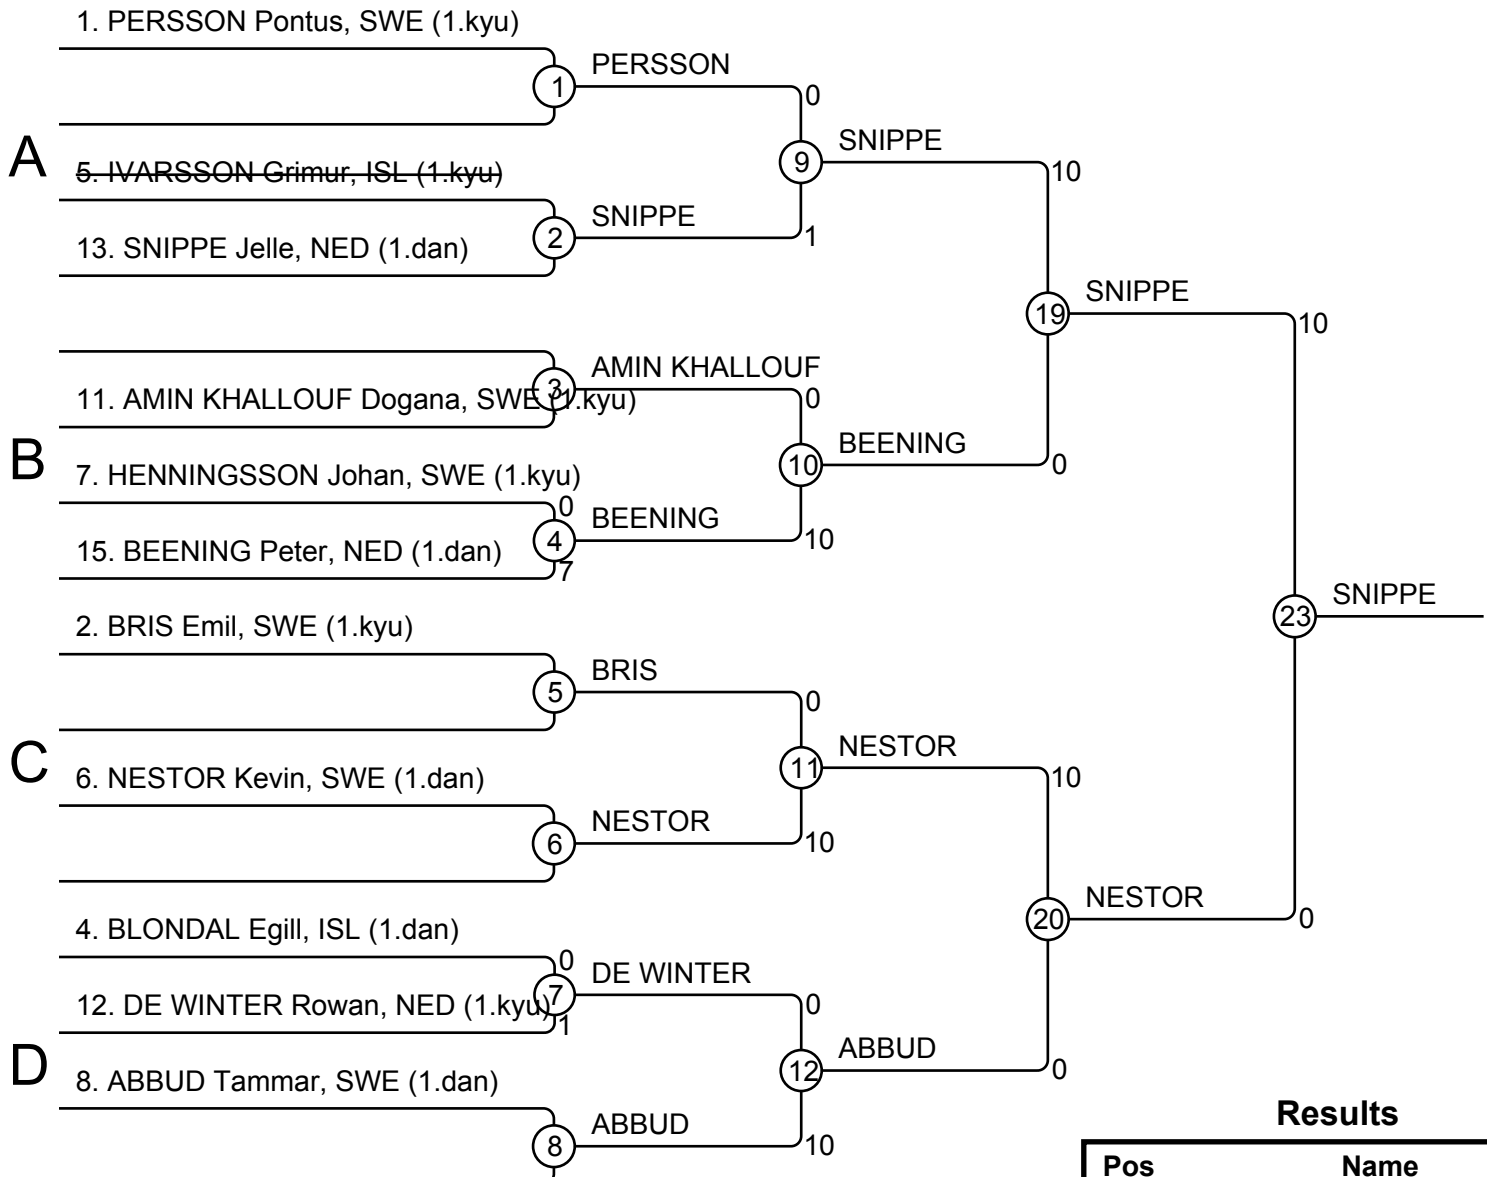 1. PERSSON Pontus, SWE (1.kyu)
PERSSON
1
0
A
SNIPPE
9
5. IVARSSON Grimur, ISL (1.kyu)
10
SNIPPE
2
1
13. SNIPPE Jelle, NED (1.dan)
SNIPPE
19
10
AMIN KHALLOUF
3
11. AMIN KHALLOUF Dogana, SWE (1.kyu)
0
B
BEENING
10
0
7. HENNINGSSON Johan, SWE (1.kyu)
0
BEENING
4
10
15. BEENING Peter, NED (1.dan)
7
SNIPPE
23
2. BRIS Emil, SWE (1.kyu)
BRIS
5
0
C
NESTOR
11
10
6. NESTOR Kevin, SWE (1.dan)
NESTOR
6
10
NESTOR
20
0
4. BLONDAL Egill, ISL (1.dan)
0
DE WINTER
7
0
12. DE WINTER Rowan, NED (1.kyu)
1
D
ABBUD
12
0
8. ABBUD Tammar, SWE (1.dan)
ABBUD
8
10
Results
Pos Name